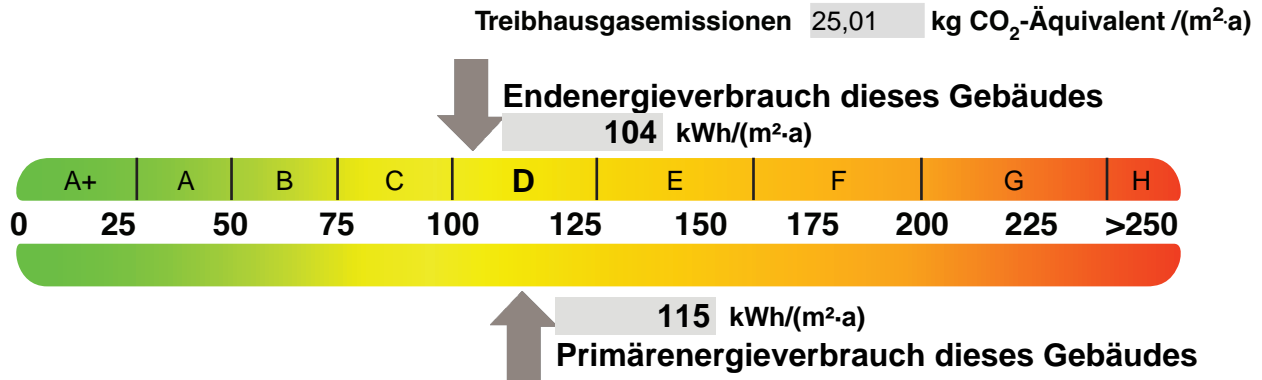 Treibhausgasemissionen 25,01 kg CO₂-Äquivalent /(m²·a)
Endenergieverbrauch dieses Gebäudes
104 kWh/(m²·a)
A+ A B C D E F G H
0 25 50 75 100 125 150 175 200 225 >250
115 kWh/(m²·a)
Primärenergieverbrauch dieses Gebäudes